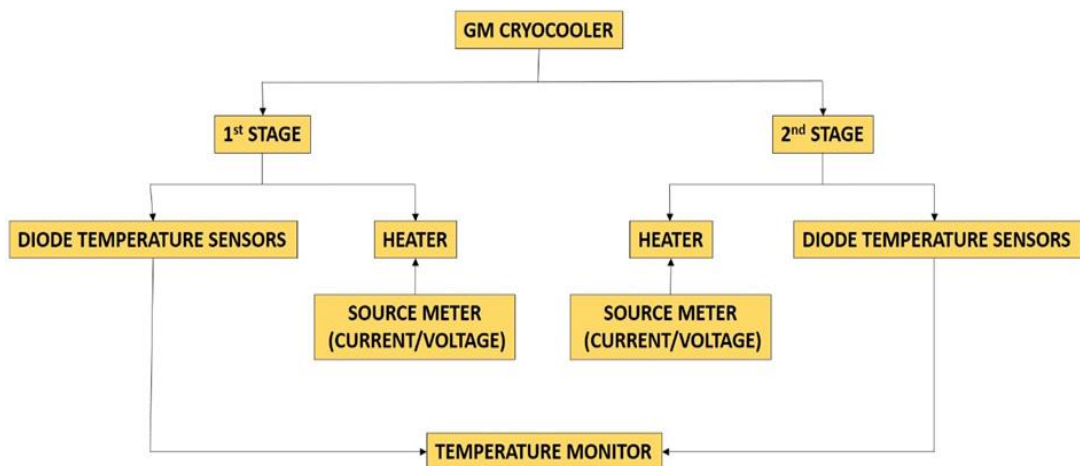 GM CRYOCOOLER
1st STAGE
2nd STAGE
DIODE TEMPERATURE SENSORS
HEATER
HEATER
DIODE TEMPERATURE SENSORS
SOURCE METER
(CURRENT/VOLTAGE)
SOURCE METER
(CURRENT/VOLTAGE)
TEMPERATURE MONITOR